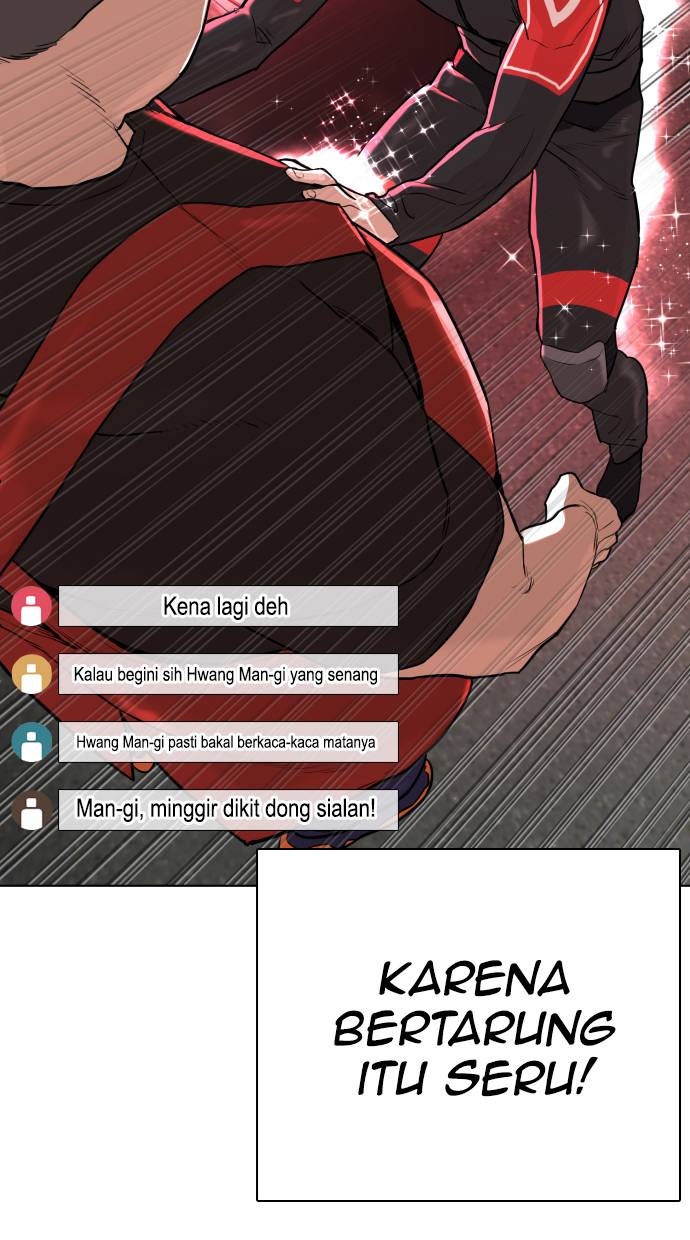 Kena lagi deh
Kalau begini sih Hwang Man-gi yang senang
Hwang Man-gi pasti bakal berkaca-kaca matanya
Man-gi, minggir dikit dong sialan!
KARENA
BERTARUNG
ITU SERU!